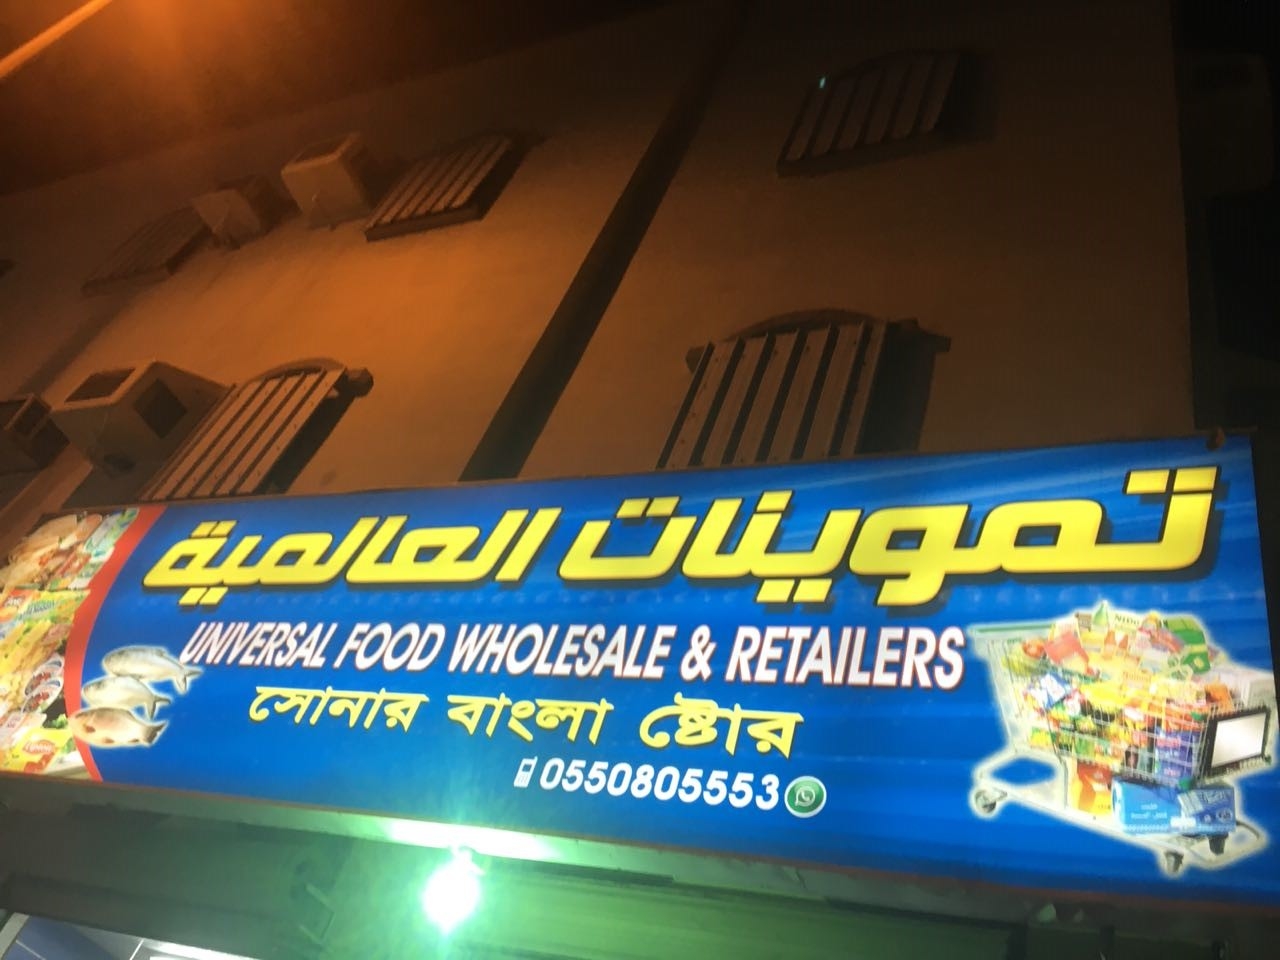 تموينات العالمية
UNIVERSAL FOOD WHOLESALE & RETAILERS
সোনার বাংলা ষ্টোর
0550805553